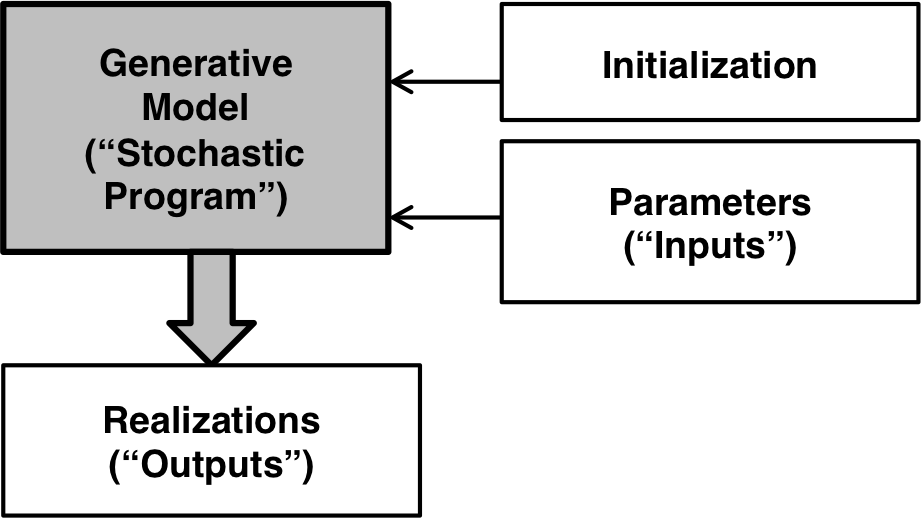 Generative
Model
(“Stochastic
Program”)
Initialization
Parameters
(“Inputs”)
Realizations
(“Outputs”)